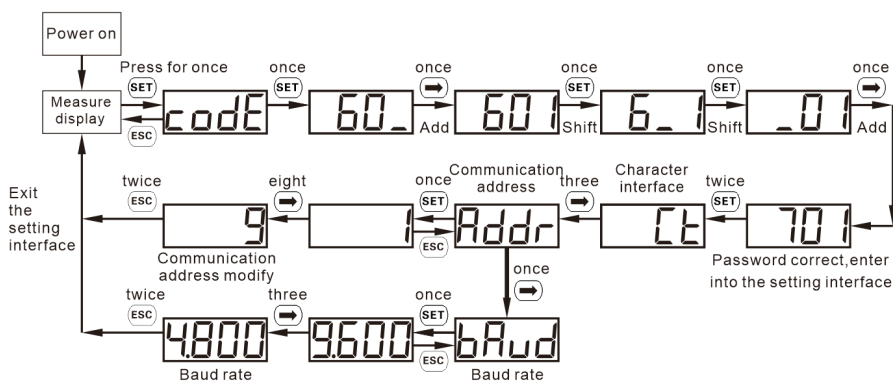 Power on
Press for once
once
once
once
once
once
SET
SET
➡
SET
SET
➡
Measure
display
ESC
codE
60_
Add
601
Shift
6_1
Shift
_01
Add
Exit
the
setting
interface
twice
ESC
eight
➡
once
SET
ESC
Communication
address
three
➡
Character
interface
twice
SET
9
1
Addr
Ct
701
Communication
address modify
once
➡
Password correct,enter
into the setting interface
twice
ESC
three
➡
once
SET
ESC
4.800
9.600
bAud
Baud rate
Baud rate